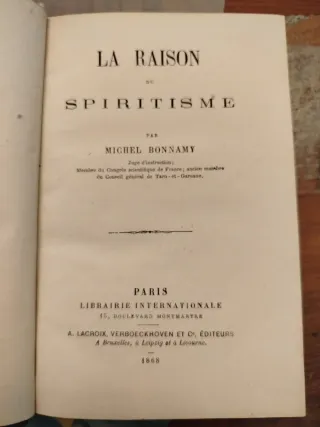 LA RAISON
DU
SPIRITISME
PAR
MICHEL BONNAMY
Juge d'instruction;
Membre du Congrès scientifique de France; ancien membre
du Conseil général de Tarn-et-Garonne.
PARIS
LIBRAIRIE INTERNATIONALE
15, BOULEVARD MONTMARTRE
A. LACROIX, VERBOECKHOVEN ET Cⁱᵉ, ÉDITEURS
A Bruxelles, à Leipzig et à Livourne.
1868